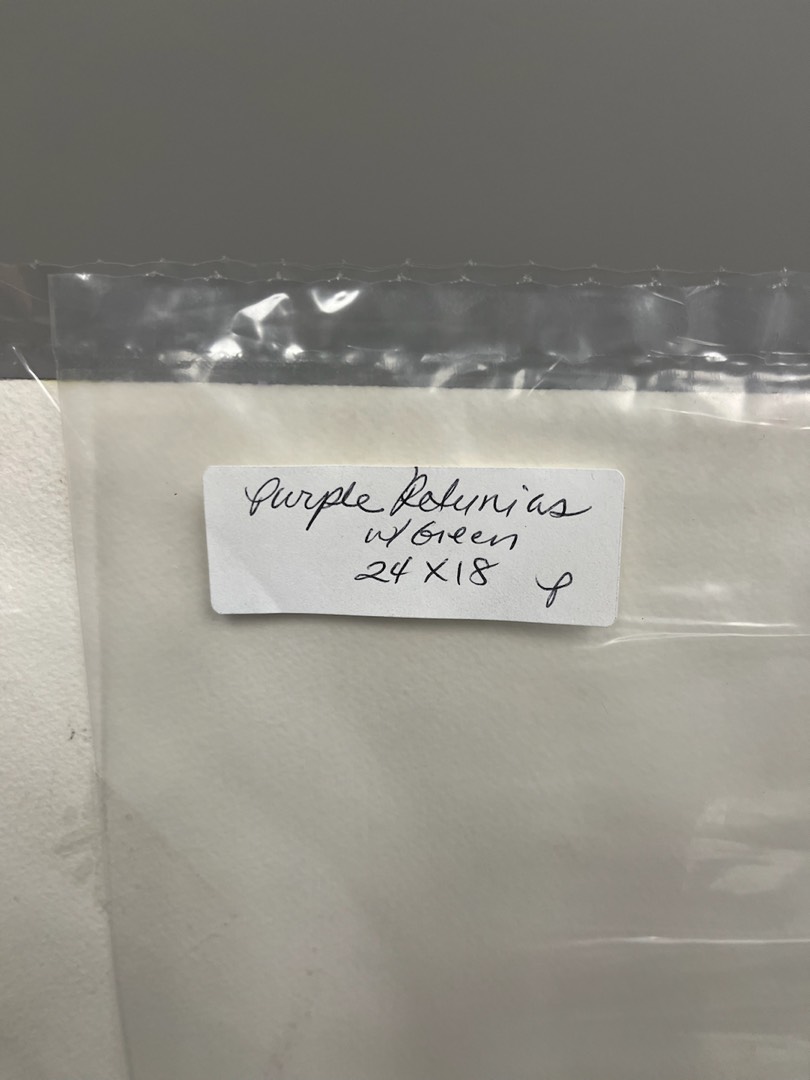 Purple Petunias
w/ Green
24 X 18 P